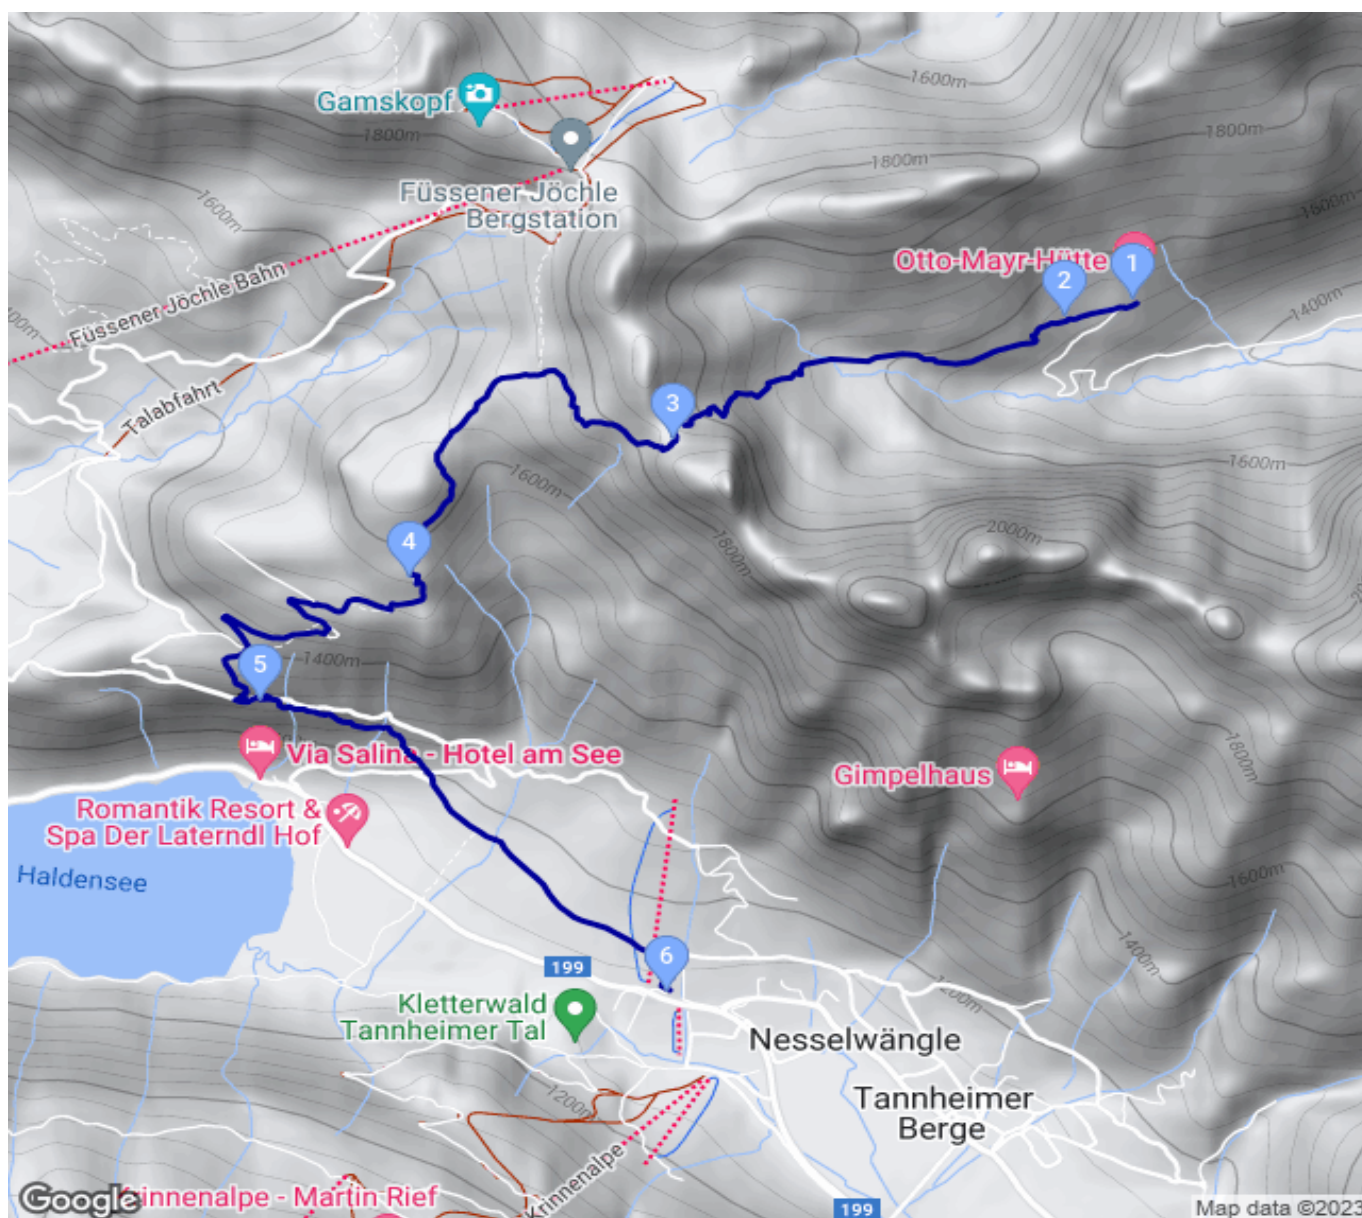 1600m
Gamskopf
1800m
1800m
1800m
1600m
Füssener Jöchle
Bergstation
1800m
Otto-Mayr-Hütte
1
2
Füssener Jöchle Bahn
1400m
Talabfahrt
3
1600m
1600m
2000m
4
1800m
1400m
5
1800m
Via Salina - Hotel am See
Gimpelhaus
Romantik Resort &
Spa Der Laterndl Hof
Haldensee
1600m
1400m
6
199
1200m
Kletterwald
Tannheimer Tal
Nesselwängle
1200m
Tannheimer
Berge
Krinnenalpe
Google
Krinnenalpe - Martin Rief
199
Map data ©2023